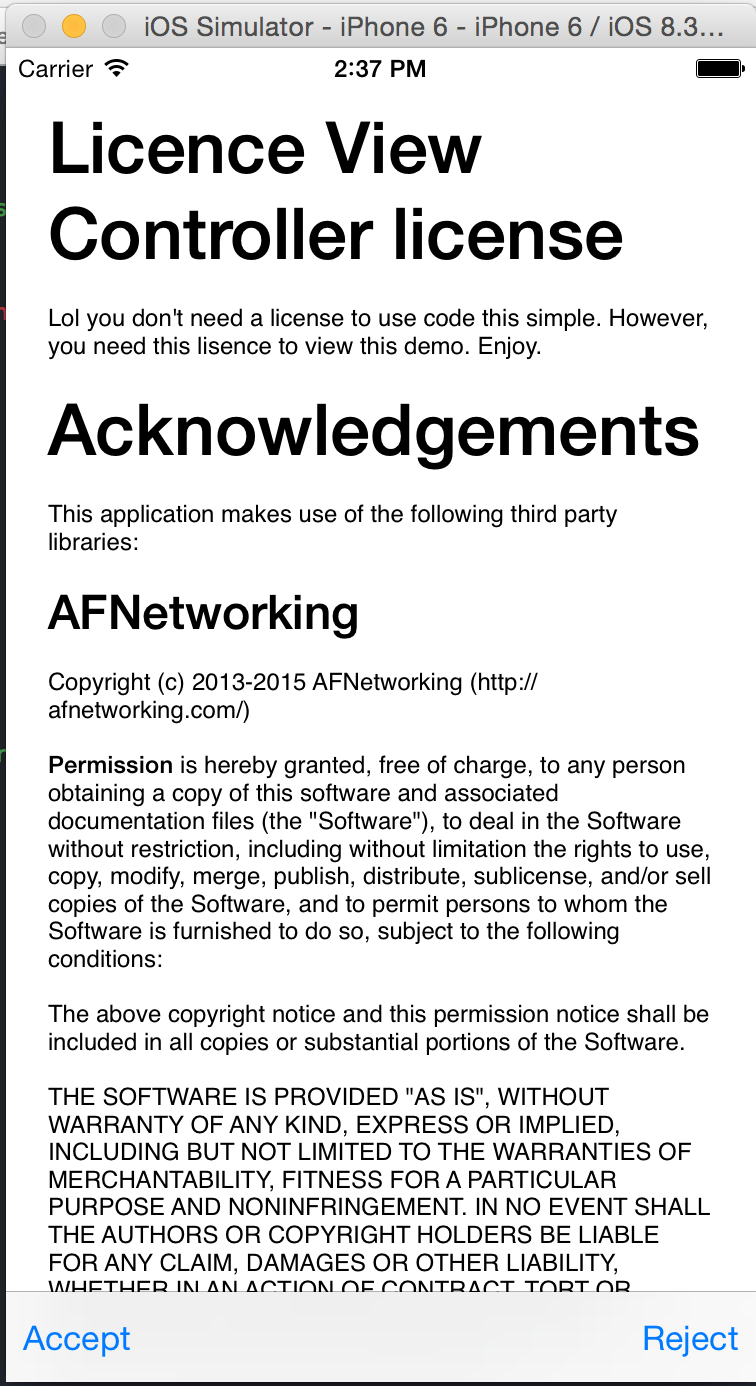 iOS Simulator - iPhone 6 - iPhone 6 / iOS 8.3...
Carrier 2:37 PM
Licence View
Controller license
Lol you don't need a license to use code this simple. However,
you need this lisence to view this demo. Enjoy.
Acknowledgements
This application makes use of the following third party
libraries:
AFNetworking
Copyright (c) 2013-2015 AFNetworking (http://
afnetworking.com/)
Permission is hereby granted, free of charge, to any person
obtaining a copy of this software and associated
documentation files (the "Software"), to deal in the Software
without restriction, including without limitation the rights to use,
copy, modify, merge, publish, distribute, sublicense, and/or sell
copies of the Software, and to permit persons to whom the
Software is furnished to do so, subject to the following
conditions:
The above copyright notice and this permission notice shall be
included in all copies or substantial portions of the Software.
THE SOFTWARE IS PROVIDED "AS IS", WITHOUT
WARRANTY OF ANY KIND, EXPRESS OR IMPLIED,
INCLUDING BUT NOT LIMITED TO THE WARRANTIES OF
MERCHANTABILITY, FITNESS FOR A PARTICULAR
PURPOSE AND NONINFRINGEMENT. IN NO EVENT SHALL
THE AUTHORS OR COPYRIGHT HOLDERS BE LIABLE
FOR ANY CLAIM, DAMAGES OR OTHER LIABILITY,
WHETHER IN AN ACTION OF CONTRACT, TORT OR
Accept Reject